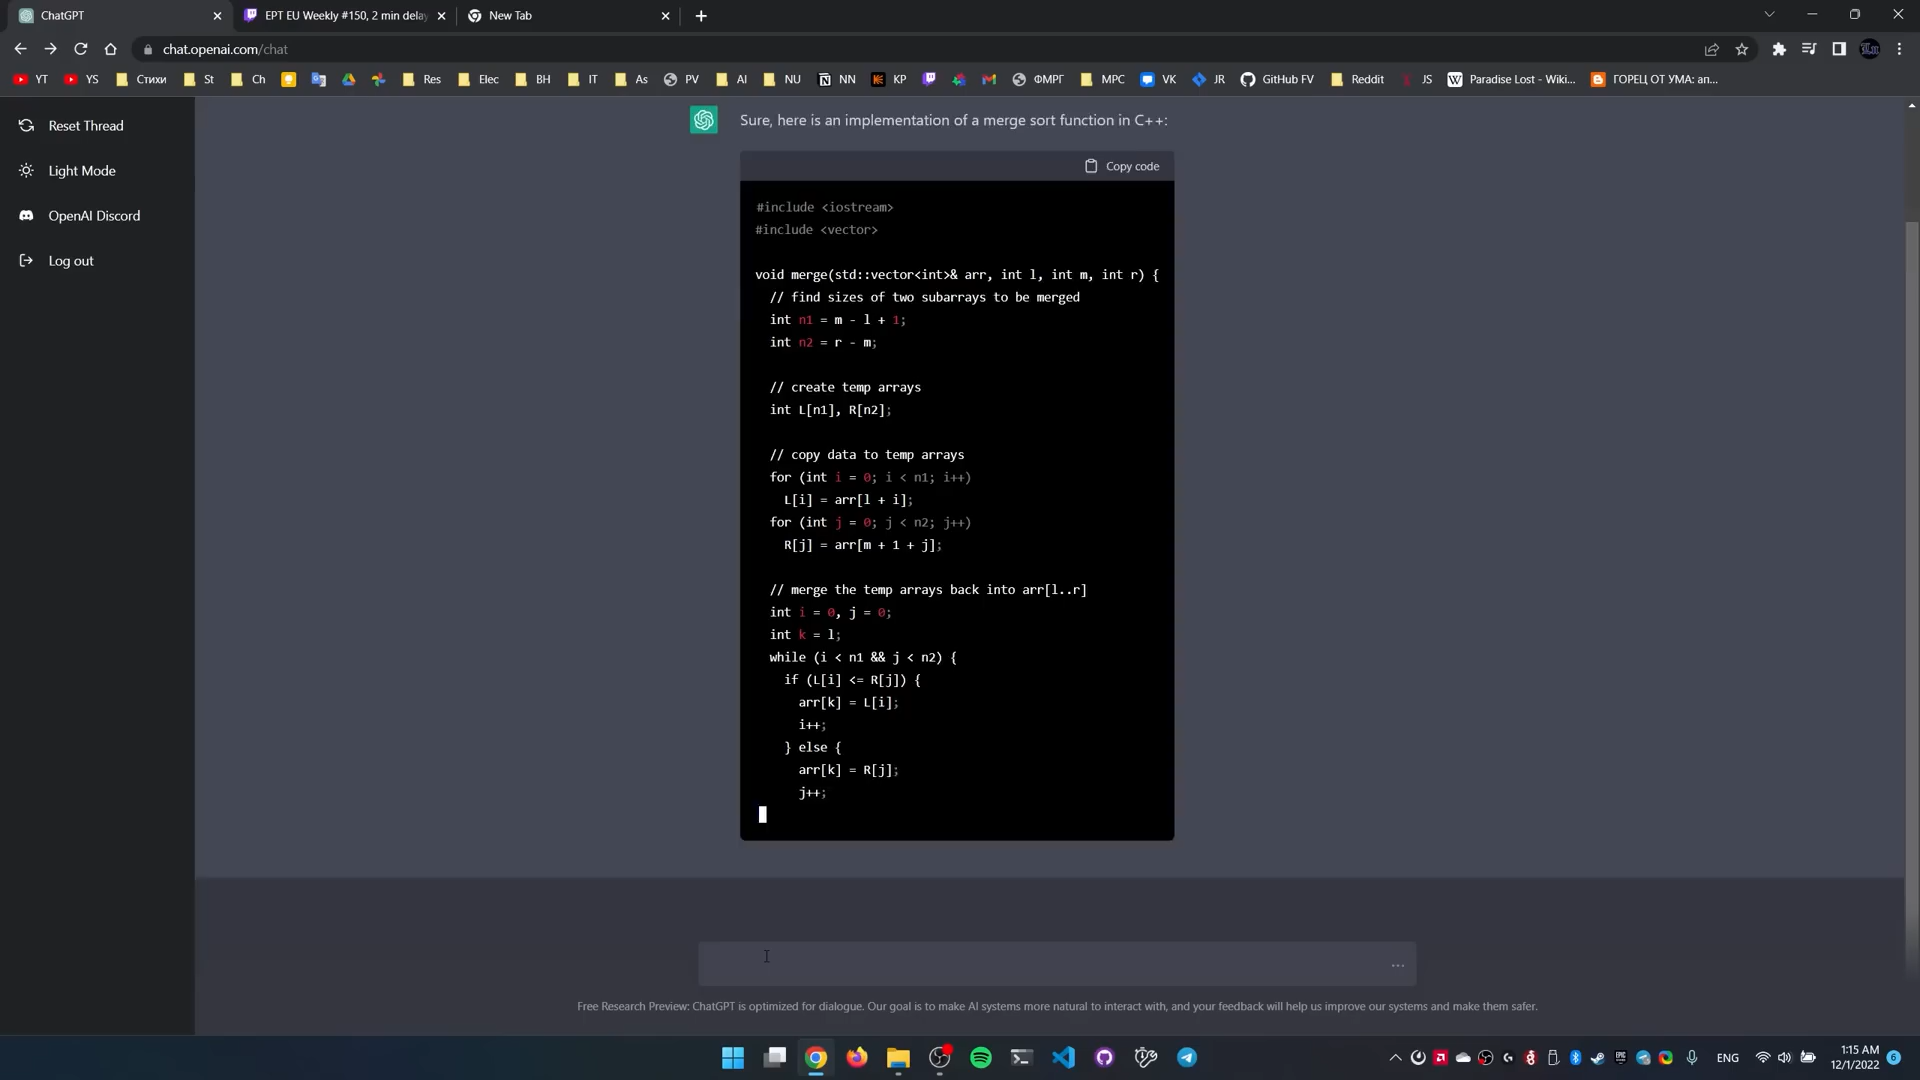 ChatGPT
EPT EU Weekly #150, 2 min delay
New Tab
chat.openai.com/chat
YT
YS
Стихи
St
Ch
Res
Elec
BH
IT
As
PV
AI
NU
NN
KP
ФМРГ
MPC
VK
JR
GitHub FV
Reddit
JS
Paradise Lost - Wiki...
ГОРЕЦ ОТ УМА: ап...
Reset Thread
Light Mode
OpenAI Discord
Log out
Sure, here is an implementation of a merge sort function in C++:
Copy code
#include <iostream>
#include <vector>
void merge(std::vector<int>& arr, int l, int m, int r) {
// find sizes of two subarrays to be merged
int n1 = m - l + 1;
int n2 = r - m;
// create temp arrays
int L[n1], R[n2];
// copy data to temp arrays
for (int i = 0; i < n1; i++)
L[i] = arr[l + i];
for (int j = 0; j < n2; j++)
R[j] = arr[m + 1 + j];
// merge the temp arrays back into arr[l..r]
int i = 0, j = 0;
int k = l;
while (i < n1 && j < n2) {
if (L[i] <= R[j]) {
arr[k] = L[i];
i++;
} else {
arr[k] = R[j];
j++;
...
Free Research Preview: ChatGPT is optimized for dialogue. Our goal is to make AI systems more natural to interact with, and your feedback will help us improve our systems and make them safer.
ENG
1:15 AM
12/1/2022
6